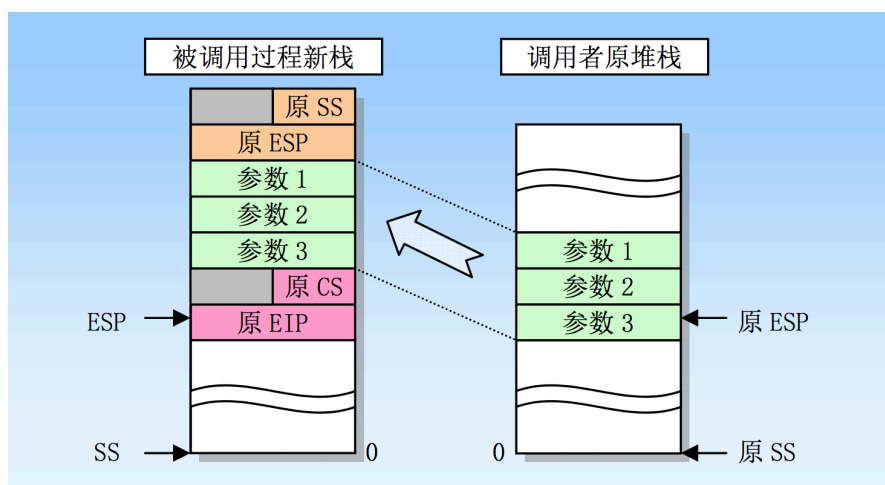 被调用过程新栈
调用者原堆栈
原 SS
原 ESP
参数 1
参数 2
参数 3
原 CS
原 EIP
ESP
SS
0
参数 1
参数 2
参数 3
原 ESP
0
原 SS